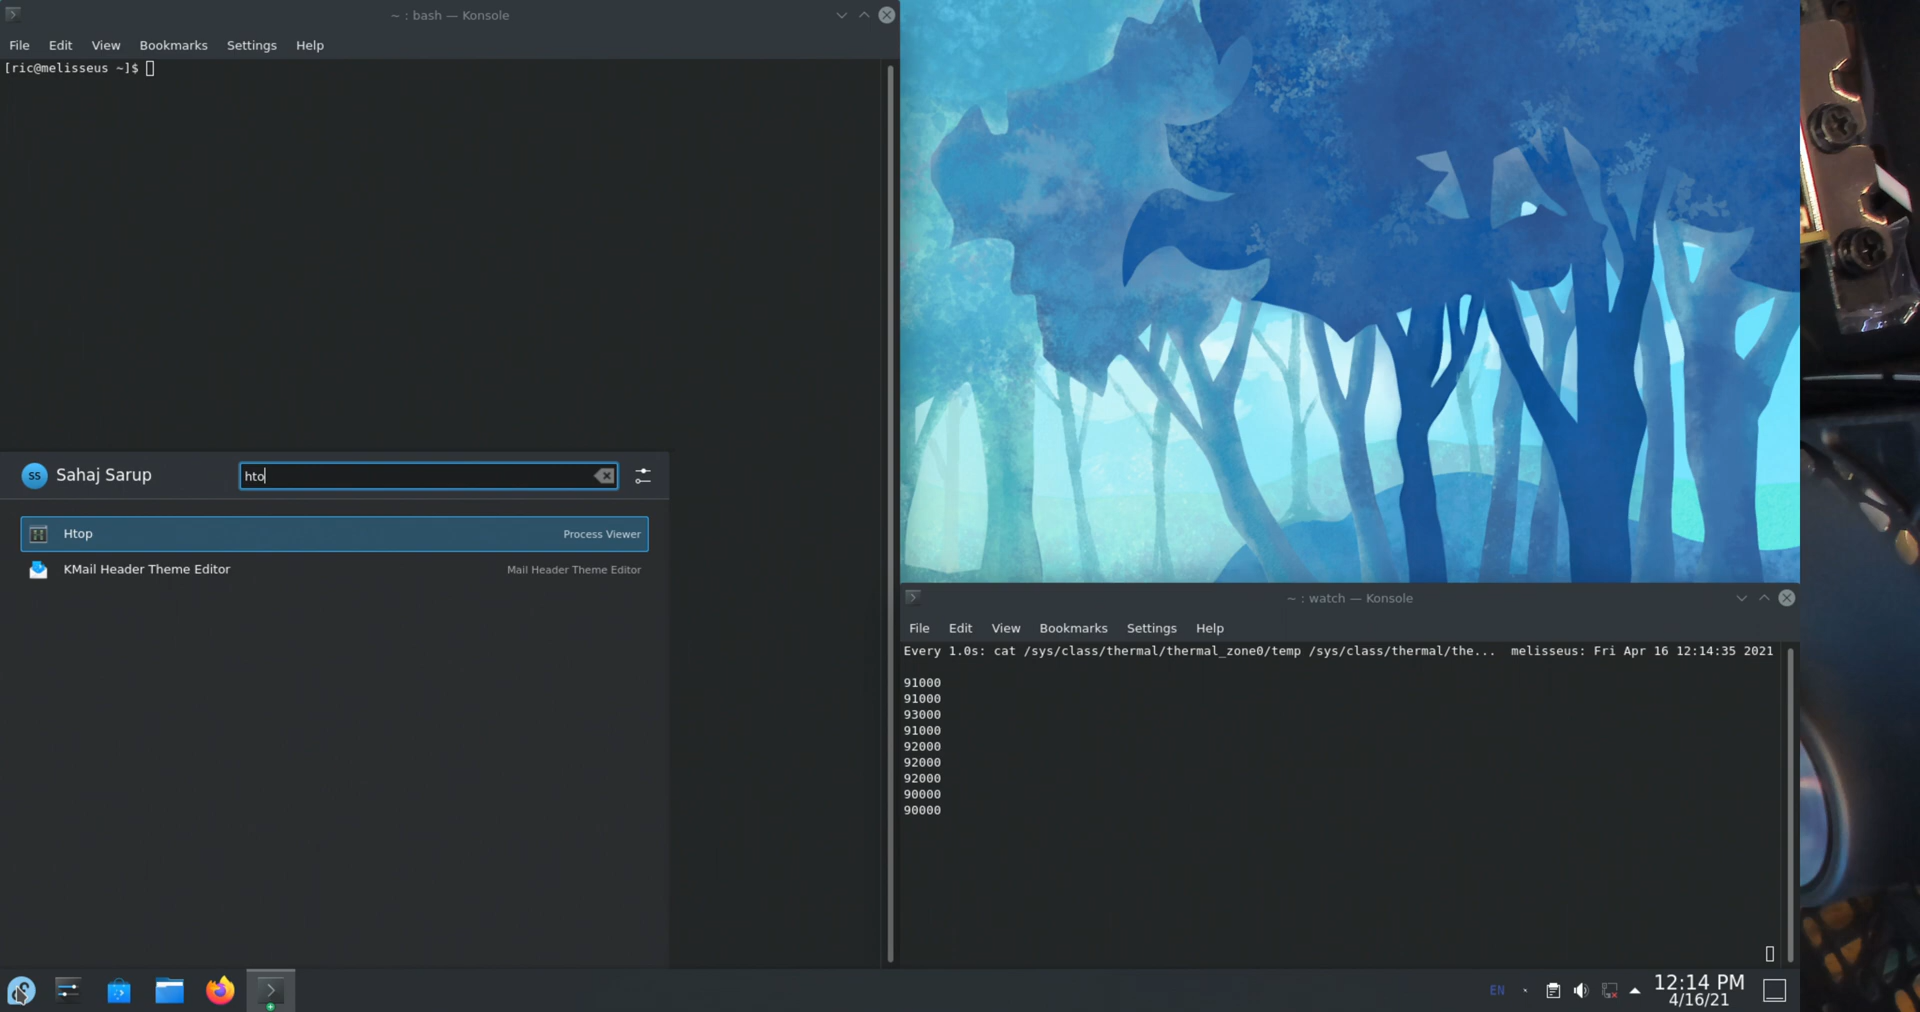 ~ : bash — Konsole
File Edit View Bookmarks Settings Help
[ric@melisseus ~]$
SS Sahaj Sarup
hto
Htop Process Viewer
KMail Header Theme Editor Mail Header Theme Editor
~ : watch — Konsole
File Edit View Bookmarks Settings Help
Every 1.0s: cat /sys/class/thermal/thermal_zone0/temp /sys/class/thermal/the... melisseus: Fri Apr 16 12:14:35 2021
91000
91000
93000
91000
92000
92000
92000
90000
90000
EN
12:14 PM
4/16/21